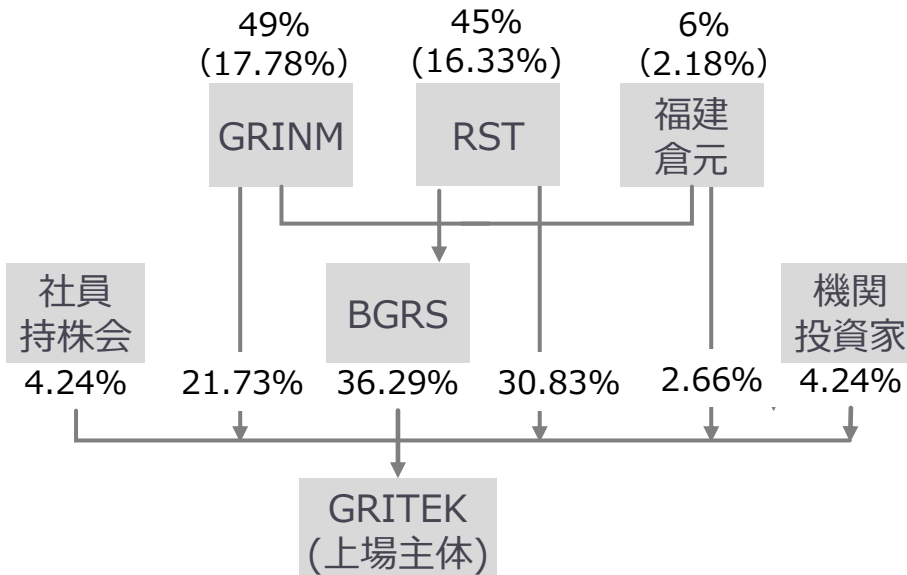 49% 45% 6%
(17.78%) (16.33%) (2.18%)
GRINM RST 福建
倉元
社員
持株会
BGRS
機関
投資家
4.24% 21.73% 36.29% 30.83% 2.66% 4.24%
GRITEK
(上場主体)